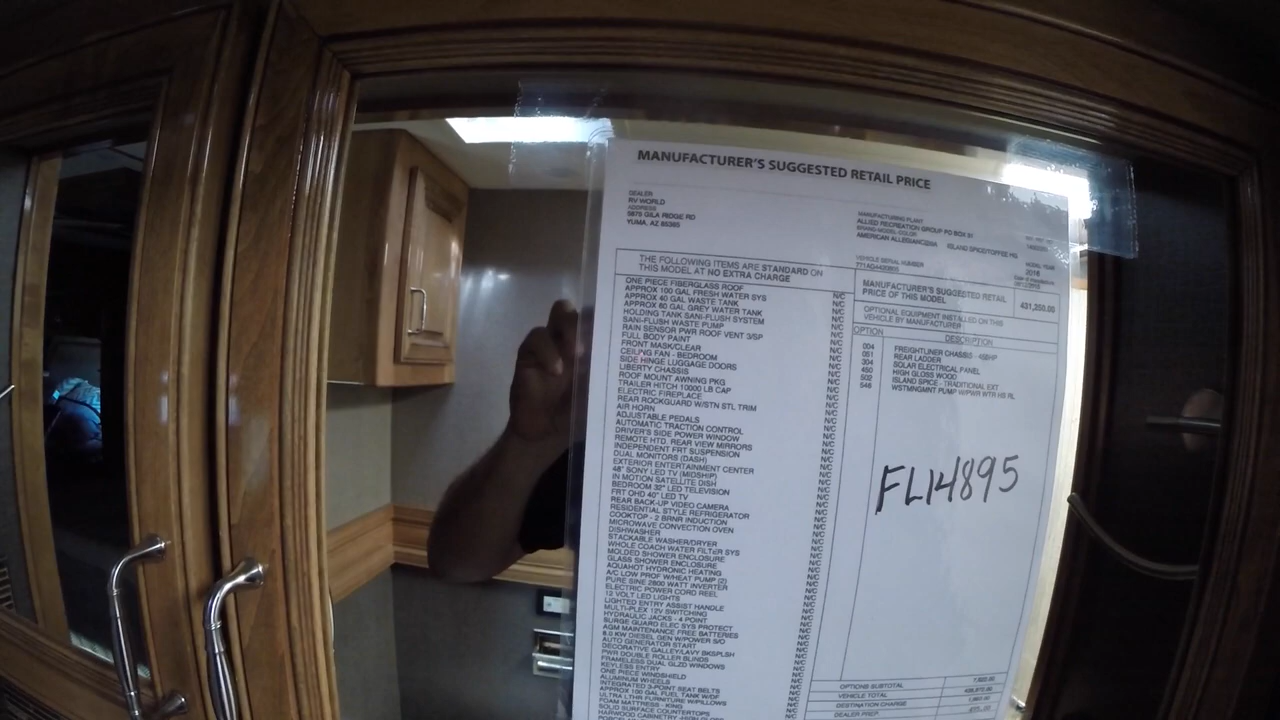 MANUFACTURER'S SUGGESTED RETAIL PRICE
DEALER
RV WORLD
ADDRESS
5875 GILA RIDGE RD
YUMA, AZ 85365
MANUFACTURING PLANT
ALLIED RECREATION GROUP PO BOX 31
BRAND-MODEL-COLOR
ISLAND SPICE/TOFFEE HG
VEHICLE SERIAL NUMBER
MODEL YEAR
2016
Date of manufacture
THE FOLLOWING ITEMS ARE STANDARD ON
THIS MODEL AT NO EXTRA CHARGE
MANUFACTURER'S SUGGESTED RETAIL
PRICE OF THIS MODEL 431,350.00
OPTIONAL EQUIPMENT INSTALLED ON THIS
VEHICLE BY MANUFACTURER
OPTION DESCRIPTION
004 FREIGHTLINER CHASSIS - 450HP
051 REAR LADDER
304 SOLAR ELECTRICAL PANEL
450 HIGH GLOSS WOOD
502 ISLAND SPICE - TRADITIONAL EXT
546 WSTMNGMNT PUMP W/PWR WTR HS RL
ONE PIECE FIBERGLASS ROOF N/C
APPROX 100 GAL FRESH WATER SYS N/C
APPROX 40 GAL WASTE TANK N/C
APPROX 60 GAL GREY WATER TANK N/C
HOLDING TANK SANI-FLUSH SYSTEM N/C
SANI-FLUSH WASTE PUMP N/C
RAIN SENSOR PWR ROOF VENT 3/SP N/C
FULL BODY PAINT N/C
FRONT MASK/CLEAR N/C
CEILING FAN - BEDROOM N/C
SIDE HINGE LUGGAGE DOORS N/C
LIBERTY CHASSIS N/C
ROOF MOUNT AWNING PKG N/C
TRAILER HITCH 10000 LB CAP N/C
ELECTRIC FIREPLACE N/C
REAR ROCKGUARD W/STN STL TRIM N/C
AIR HORN N/C
ADJUSTABLE PEDALS N/C
AUTOMATIC TRACTION CONTROL N/C
DRIVER'S SIDE POWER WINDOW N/C
REMOTE HTD. REAR VIEW MIRRORS N/C
INDEPENDENT FRT SUSPENSION N/C
DUAL MONITORS (DASH) N/C
EXTERIOR ENTERTAINMENT CENTER N/C
48" SONY LED TV (MIDSHIP) N/C
IN MOTION SATELLITE DISH N/C
BEDROOM 32" LED TELEVISION N/C
FRT OHD 40" LED TV N/C
REAR BACK-UP VIDEO CAMERA N/C
RESIDENTIAL STYLE REFRIGERATOR N/C
COOKTOP - 2 BRNR INDUCTION N/C
MICROWAVE CONVECTION OVEN N/C
DISHWASHER N/C
STACKABLE WASHER/DRYER N/C
WHOLE COACH WATER FILTER SYS N/C
MOLDED SHOWER ENCLOSURE N/C
GLASS SHOWER ENCLOSURE N/C
AQUAHOT HYDRONIC HEATING N/C
A/C LOW PROF W/HEAT PUMP (2) N/C
PURE SINE 2800 WATT INVERTER N/C
ELECTRIC POWER CORD REEL N/C
12 VOLT LED LIGHTS N/C
LIGHTED ENTRY ASSIST HANDLE N/C
MULTI-PLEX 12V SWITCHING N/C
HYDRAULIC JACKS - 4 POINT N/C
SURGE GUARD ELEC SYS PROTECT N/C
AGM MAINTENANCE FREE BATTERIES N/C
8.0 KW DIESEL GEN W/POWER S/O N/C
AUTO GENERATOR START N/C
DECORATIVE GALLEY/LAVY BKSPLSH N/C
PWR DOUBLE ROLLER BLINDS N/C
FRAMELESS DUAL GLZD WINDOWS N/C
KEYLESS ENTRY N/C
ONE PIECE WINDSHIELD N/C
ALUMINUM WHEELS N/C
INTEGRATED 3-POINT SEAT BELTS N/C
APPROX 100 GAL FUEL TANK W/DF N/C
ULTRA LTHR FURNITURE W/PILLOWS N/C
FOAM MATTRESS - KING N/C
SOLID SURFACE COUNTERTOPS N/C
FL14895
OPTIONS SUBTOTAL
VEHICLE TOTAL
DESTINATION CHARGE
DEALER PREP